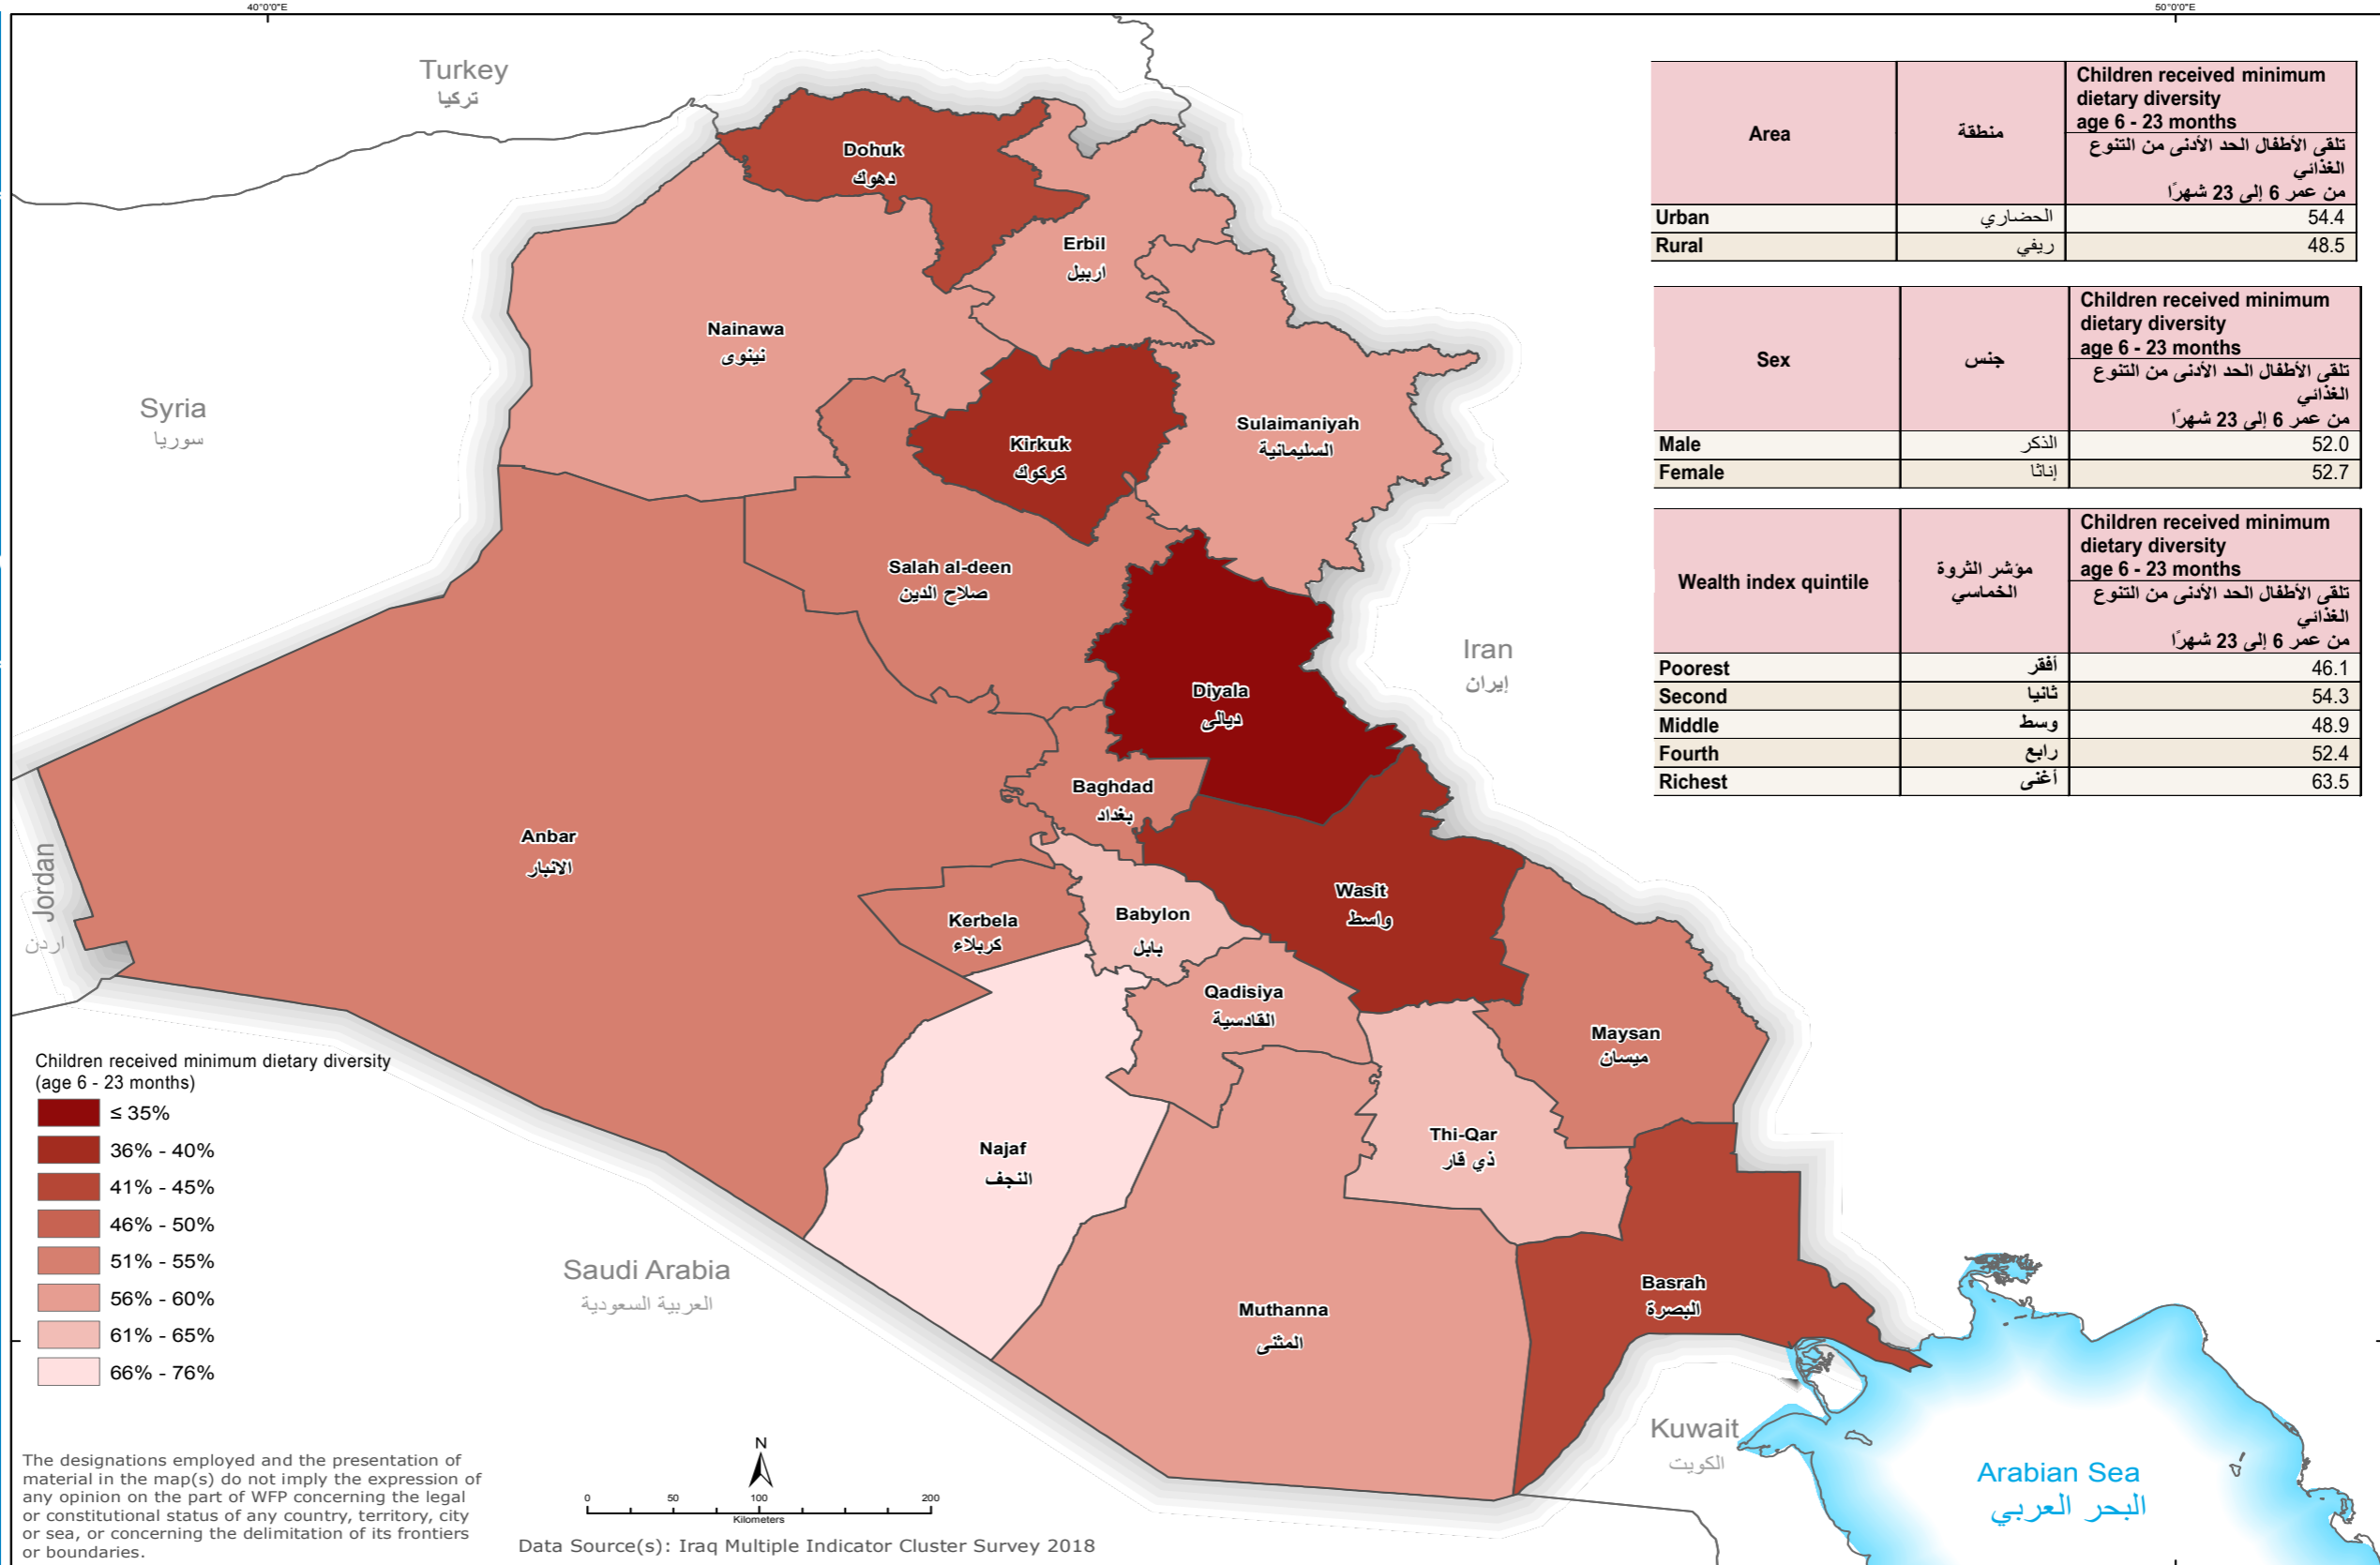 40°0'0"E
50°0'0"E
Turkey
تركيا
Syria
سوريا
Jordan
اردن
Iran
إيران
Saudi Arabia
العربية السعودية
Kuwait
الكويت
Arabian Sea
البحر العربي
Dohuk
دهوك
Erbil
اربيل
Nainawa
نينوى
Sulaimaniyah
السليمانية
Kirkuk
كركوك
Salah al-deen
صلاح الدين
Diyala
ديالى
Baghdad
بغداد
Anbar
الانبار
Wasit
واسط
Kerbela
كربلاء
Babylon
بابل
Qadisiya
القادسية
Maysan
ميسان
Najaf
النجف
Thi-Qar
ذي قار
Muthanna
المثنى
Basrah
البصرة
Area
منطقة
Children received minimum
dietary diversity
age 6 - 23 months
تلقى الأطفال الحد الأدنى من التنوع
الغذائي
من عمر 6 إلى 23 شهرًا
Urban الحضاري 54.4
Rural ريفي 48.5
Sex
جنس
Children received minimum
dietary diversity
age 6 - 23 months
تلقى الأطفال الحد الأدنى من التنوع
الغذائي
من عمر 6 إلى 23 شهرًا
Male الذكر 52.0
Female إناثا 52.7
Wealth index quintile
مؤشر الثروة
الخماسي
Children received minimum
dietary diversity
age 6 - 23 months
تلقى الأطفال الحد الأدنى من التنوع
الغذائي
من عمر 6 إلى 23 شهرًا
Poorest أفقر 46.1
Second ثانيا 54.3
Middle وسط 48.9
Fourth رابع 52.4
Richest أغنى 63.5
Children received minimum dietary diversity
(age 6 - 23 months)
≤ 35%
36% - 40%
41% - 45%
46% - 50%
51% - 55%
56% - 60%
61% - 65%
66% - 76%
The designations employed and the presentation of
material in the map(s) do not imply the expression of
any opinion on the part of WFP concerning the legal
or constitutional status of any country, territory, city
or sea, or concerning the delimitation of its frontiers
or boundaries.
N
0 50 100 200
Kilometers
Data Source(s): Iraq Multiple Indicator Cluster Survey 2018